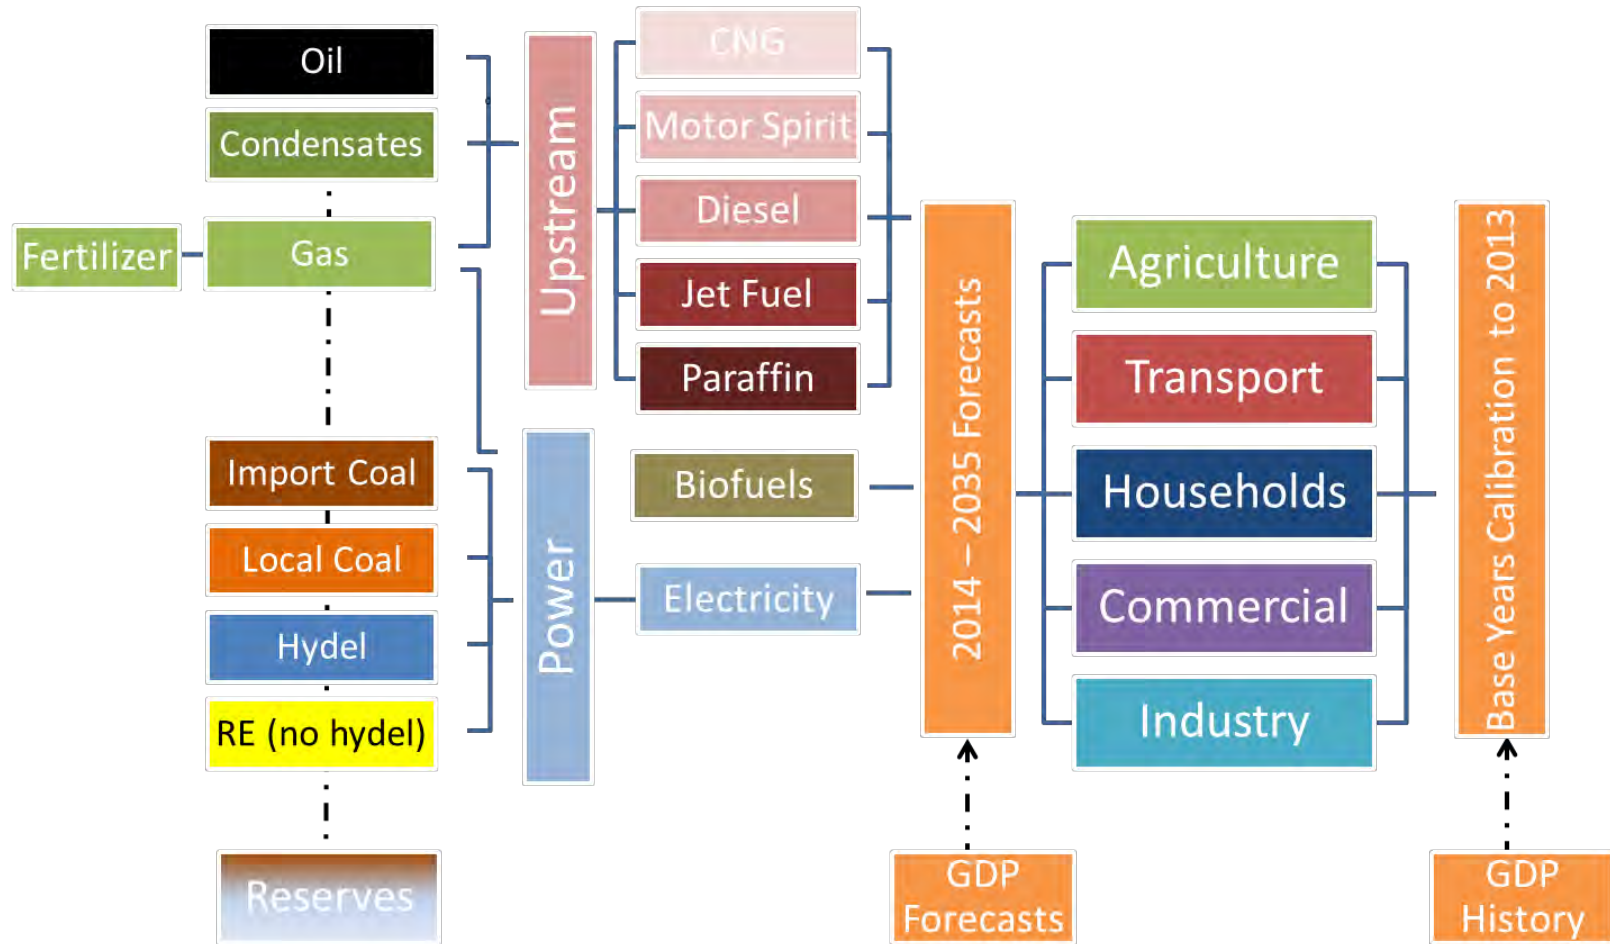 Oil
Condensates
Fertilizer
Gas
Import Coal
Local Coal
Hydel
RE (no hydel)
Reserves
Upstream
Power
CNG
Motor Spirit
Diesel
Jet Fuel
Paraffin
Biofuels
Electricity
2014 – 2035 Forecasts
GDP
Forecasts
Agriculture
Transport
Households
Commercial
Industry
Base Years Calibration to 2013
GDP
History